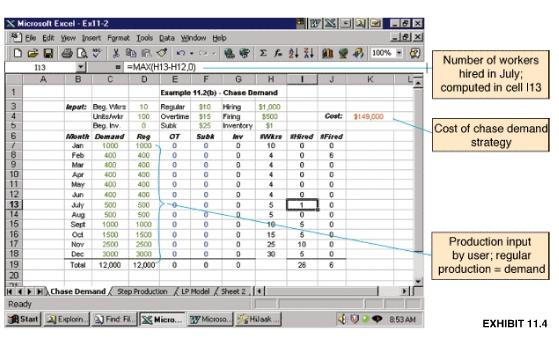 Microsoft Excel - Ex11-2
File Edit View Insert Format Tools Data Window Help
100%
I13 = =MAX(H13-H12,0)
A B C D E F G H I J K L
1 Example 11.2(b) - Chase Demand
3 Input: Beg. Wkrs 10 Regular $10 Hiring $1,000
4 Units/wkr 100 Overtime $15 Firing $500 Cost: $149,000
5 Beg. Inv. 0 Subk $25 Inventory $1
6 Month Demand Reg OT Subk Inv #Wkrs #Hired #Fired
7 Jan 1000 1000 0 0 0 10 0 0
8 Feb 400 400 0 0 0 4 0 6
9 Mar 400 400 0 0 0 4 0 0
10 Apr 400 400 0 0 0 4 0 0
11 May 400 400 0 0 0 4 0 0
12 Jun 400 400 0 0 0 4 0 0
13 July 500 500 0 0 0 5 1 0
14 Aug 500 500 0 0 0 5 0 0
15 Sept 1000 1000 0 0 0 10 5 0
16 Oct 1500 1500 0 0 0 15 5 0
17 Nov 2500 2500 0 0 0 25 10 0
18 Dec 3000 3000 0 0 0 30 5 0
19 Total 12,000 12,000 0 0 0 26 6
20
Chase Demand / Step Production / LP Model / Sheet 2
Ready
Start Explorin... Find: Fil... Micro... Microso... Hilaak... 8:53 AM
Number of workers
hired in July;
computed in cell I13
Cost of chase demand
strategy
Production input
by user; regular
production = demand
EXHIBIT 11.4